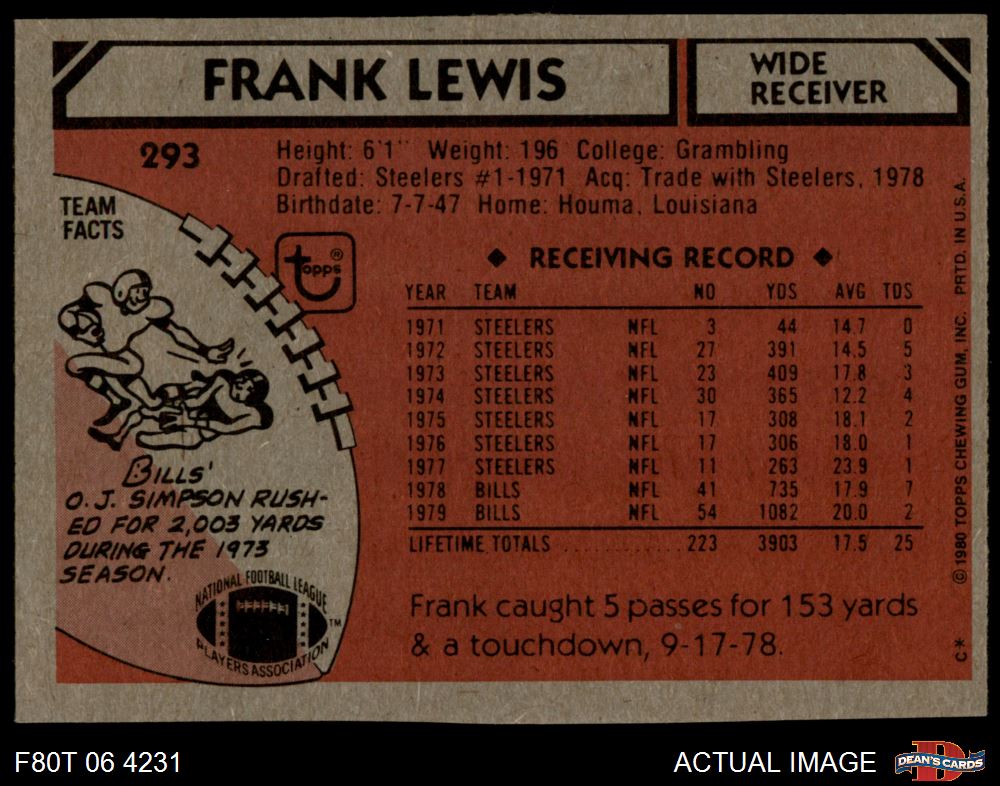 FRANK LEWIS
WIDE
RECEIVER
293
Height: 6'1" Weight: 196 College: Grambling
Drafted: Steelers #1-1971 Acq: Trade with Steelers, 1978
Birthdate: 7-7-47 Home: Houma, Louisiana
TEAM
FACTS
topps ®
◆ RECEIVING RECORD ◆
YEAR TEAM NO YDS AVG TDS
1971 STEELERS NFL 3 44 14.7 0
1972 STEELERS NFL 27 391 14.5 5
1973 STEELERS NFL 23 409 17.8 3
1974 STEELERS NFL 30 365 12.2 4
1975 STEELERS NFL 17 308 18.1 2
1976 STEELERS NFL 17 306 18.0 1
1977 STEELERS NFL 11 263 23.9 1
1978 BILLS NFL 41 735 17.9 7
1979 BILLS NFL 54 1082 20.0 2
LIFETIME TOTALS ............ 223 3903 17.5 25
BILLS'
O.J. SIMPSON RUSH-
ED FOR 2,003 YARDS
DURING THE 1973
SEASON.
NATIONAL FOOTBALL LEAGUE
PLAYERS ASSOCIATION
TM
Frank caught 5 passes for 153 yards
& a touchdown, 9-17-78.
© 1980 TOPPS CHEWING GUM, INC. PRTD. IN U.S.A.
C*
F80T 06 4231
ACTUAL IMAGE
D
DEAN'S CARDS